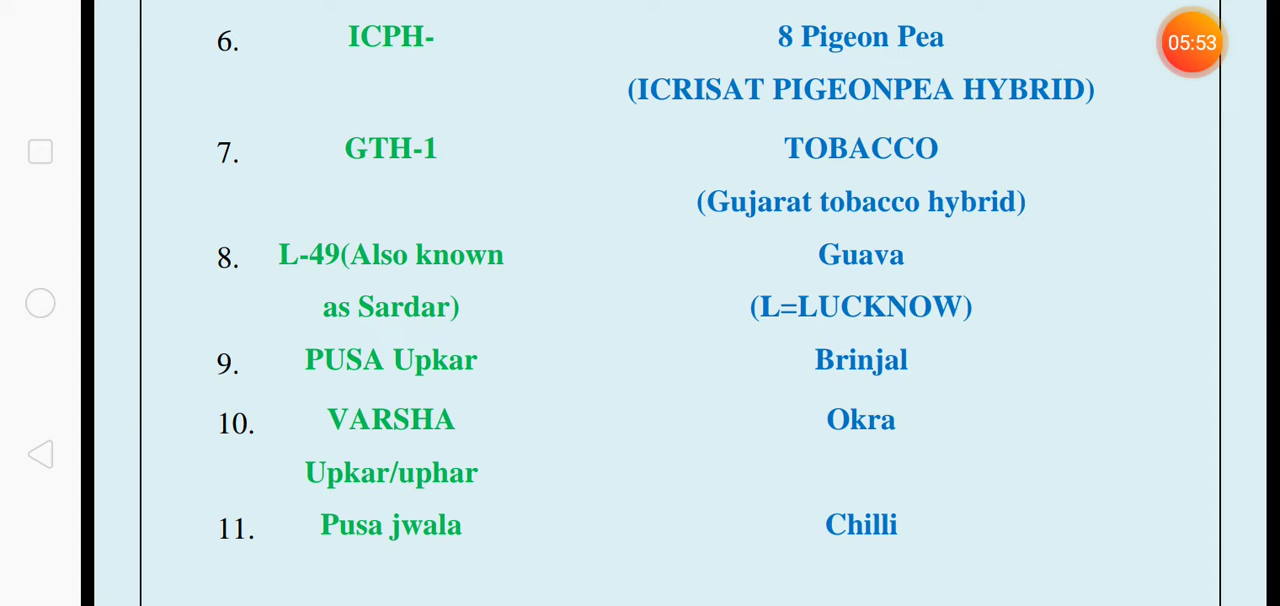 6. ICPH- 8 Pigeon Pea
(ICRISAT PIGEONPEA HYBRID)
05:53
7. GTH-1 TOBACCO
(Gujarat tobacco hybrid)
8. L-49(Also known Guava
as Sardar) (L=LUCKNOW)
9. PUSA Upkar Brinjal
10. VARSHA Okra
Upkar/uphar
11. Pusa jwala Chilli